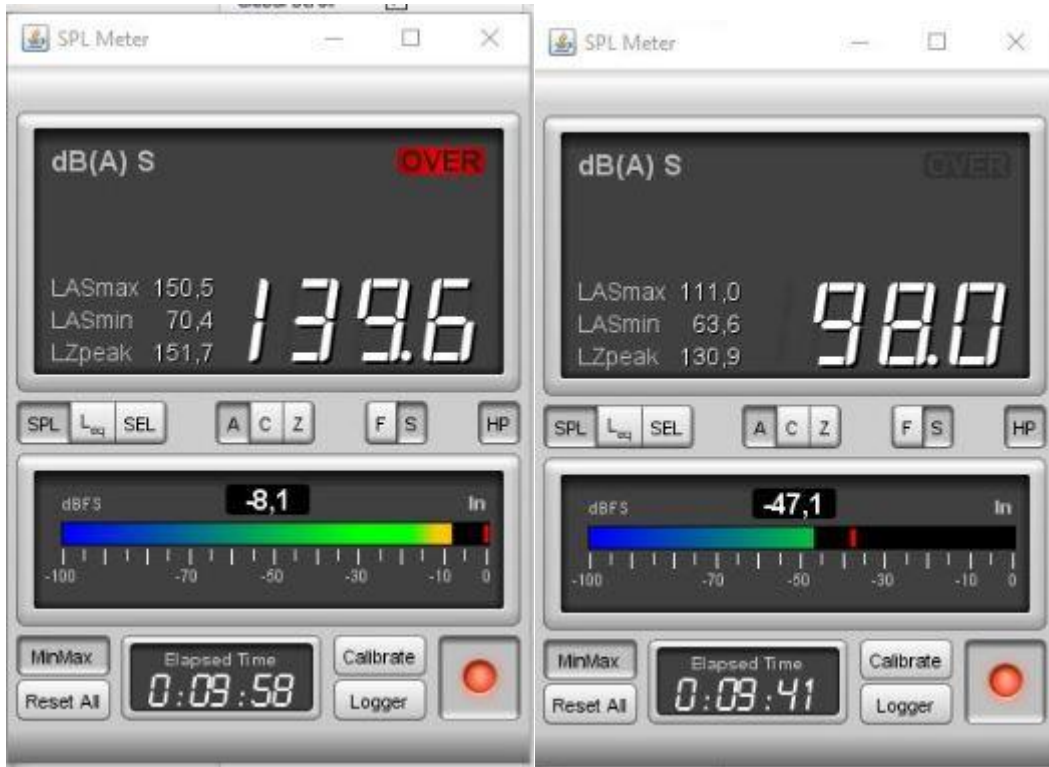 SPL Meter
dB(A) S OVER
LASmax 150,5
LASmin 70,4
LZpeak 151,7
139.6
SPL Leq SEL A C Z F S HP
dBFS -8,1 In
-100 -70 -50 -30 -10 0
MinMax
Reset All
Elapsed Time
0:09:58
Calibrate
Logger
SPL Meter
dB(A) S OVER
LASmax 111,0
LASmin 63,6
LZpeak 130,9
98.0
SPL Leq SEL A C Z F S HP
dBFS -47,1 In
-100 -70 -50 -30 -10 0
MinMax
Reset All
Elapsed Time
0:09:41
Calibrate
Logger